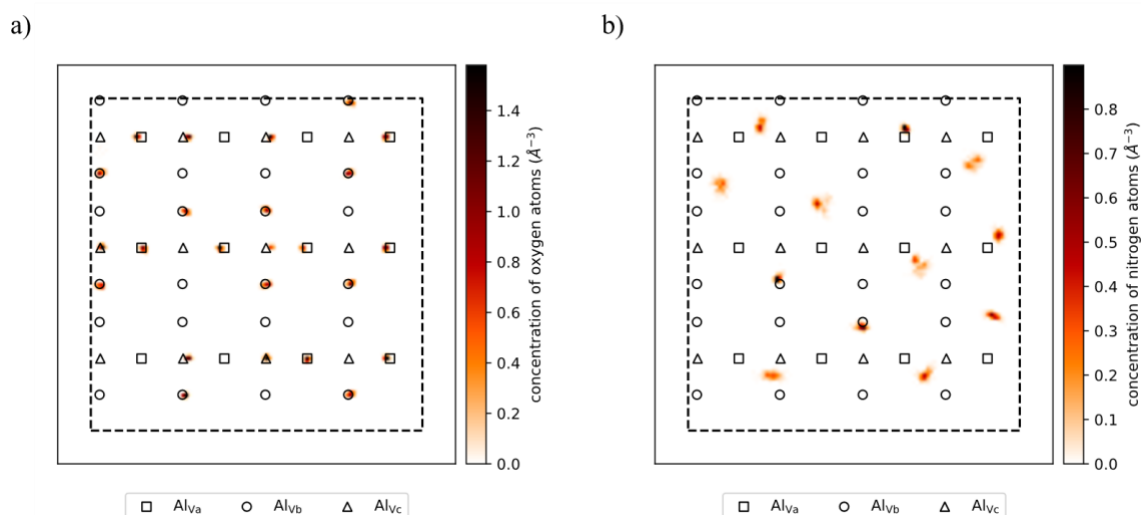 a)
b)
1.4
1.2
1.0
0.8
0.6
0.4
0.2
0.0
concentration of oxygen atoms (Å⁻³)
0.8
0.7
0.6
0.5
0.4
0.3
0.2
0.1
0.0
concentration of nitrogen atoms (Å⁻³)
Al_Va Al_Vb Al_Vc
Al_Va Al_Vb Al_Vc